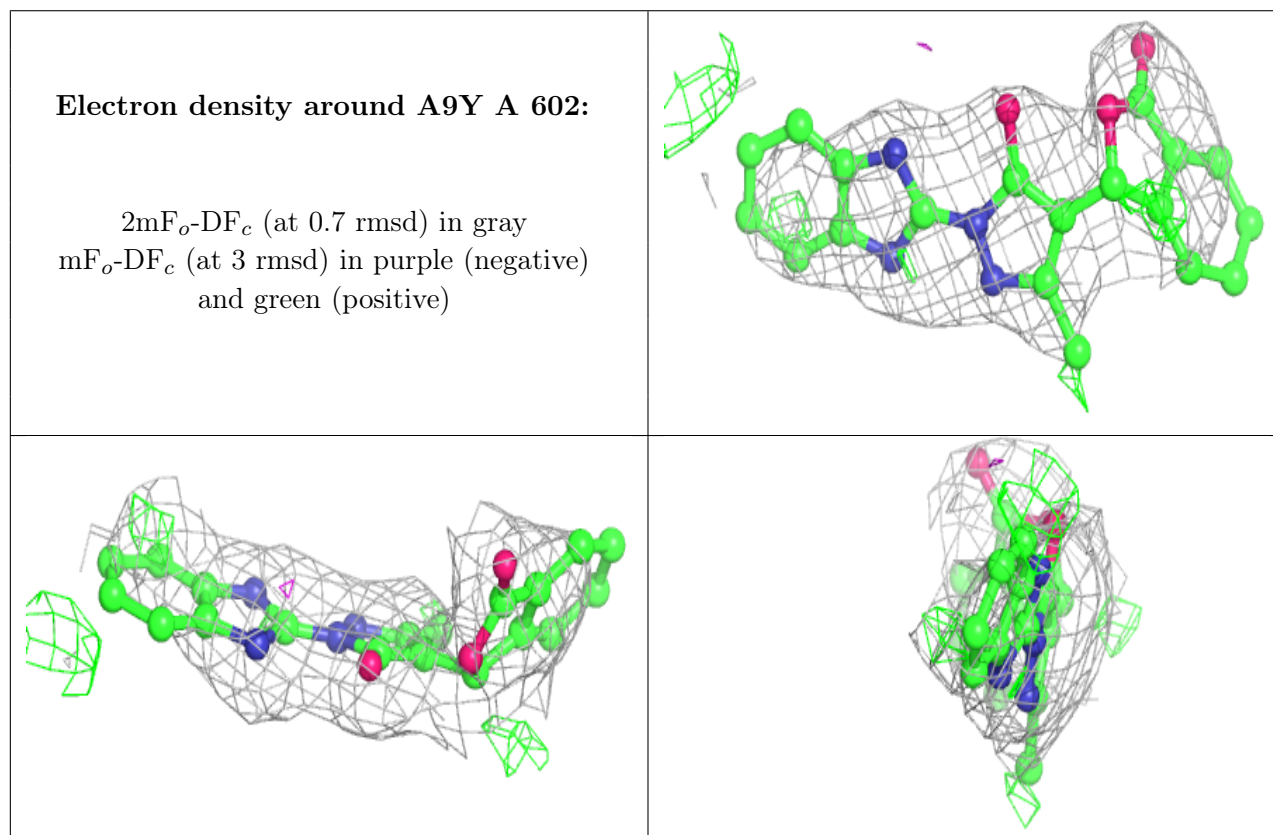 Electron density around A9Y A 602:
2mFo-DFc (at 0.7 rmsd) in gray
mFo-DFc (at 3 rmsd) in purple (negative)
and green (positive)